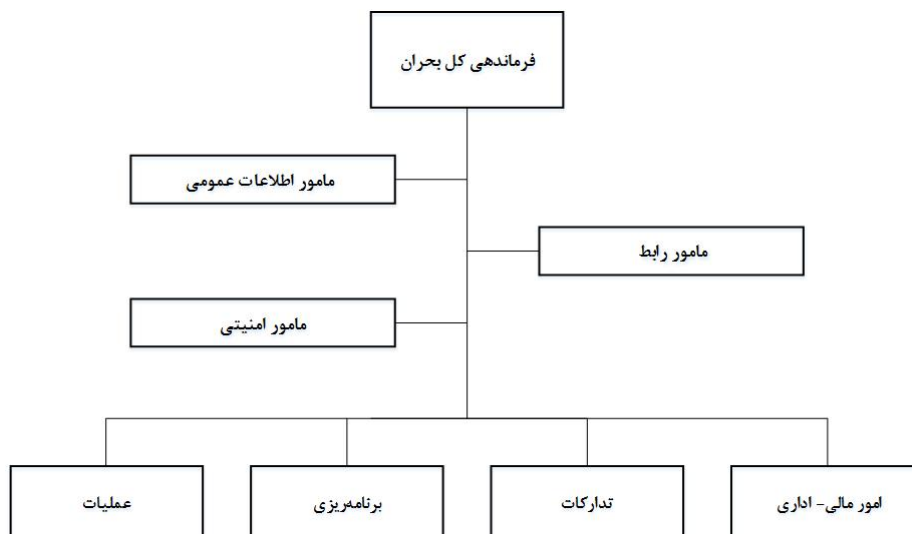 فرماندهی کل بحران
مامور اطلاعات عمومی
مامور رابط
مامور امنیتی
امور مالی- اداری
تدارکات
برنامه‌ریزی
عملیات